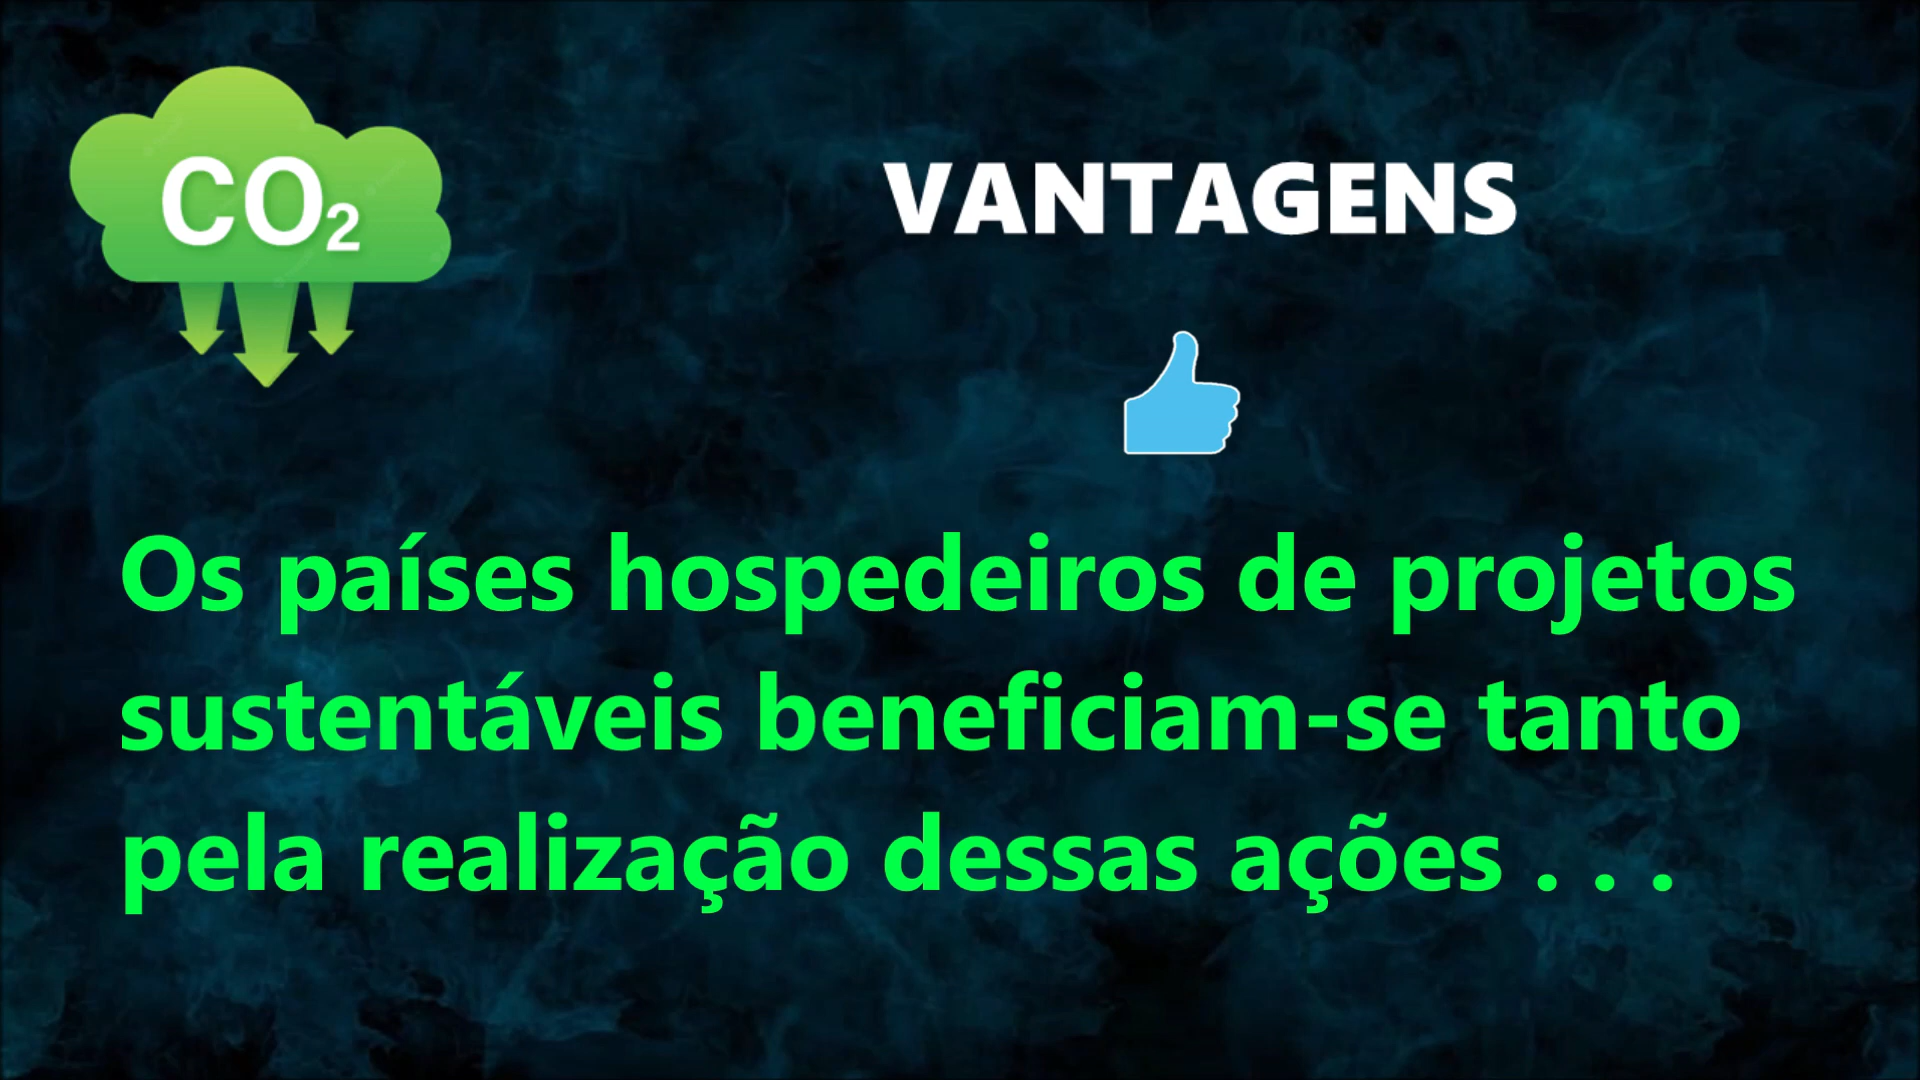 CO₂
VANTAGENS
Os países hospedeiros de projetos
sustentáveis beneficiam-se tanto
pela realização dessas ações . . .